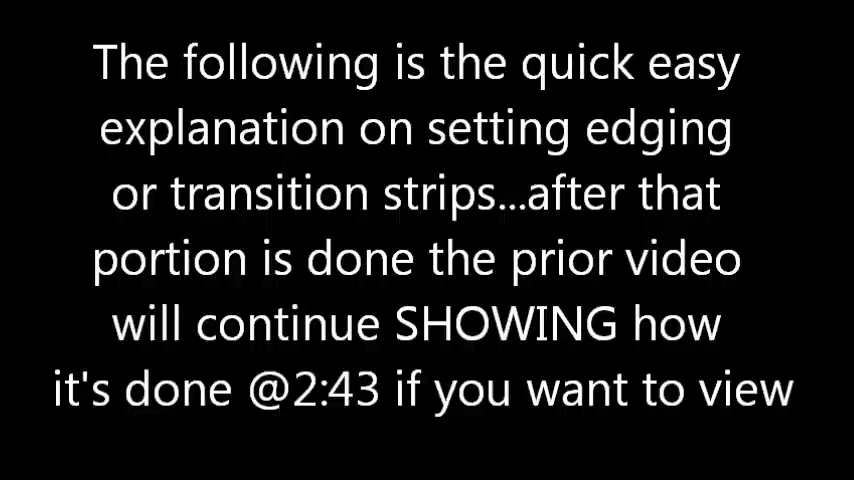 The following is the quick easy
explanation on setting edging
or transition strips...after that
portion is done the prior video
will continue SHOWING how
it's done @2:43 if you want to view